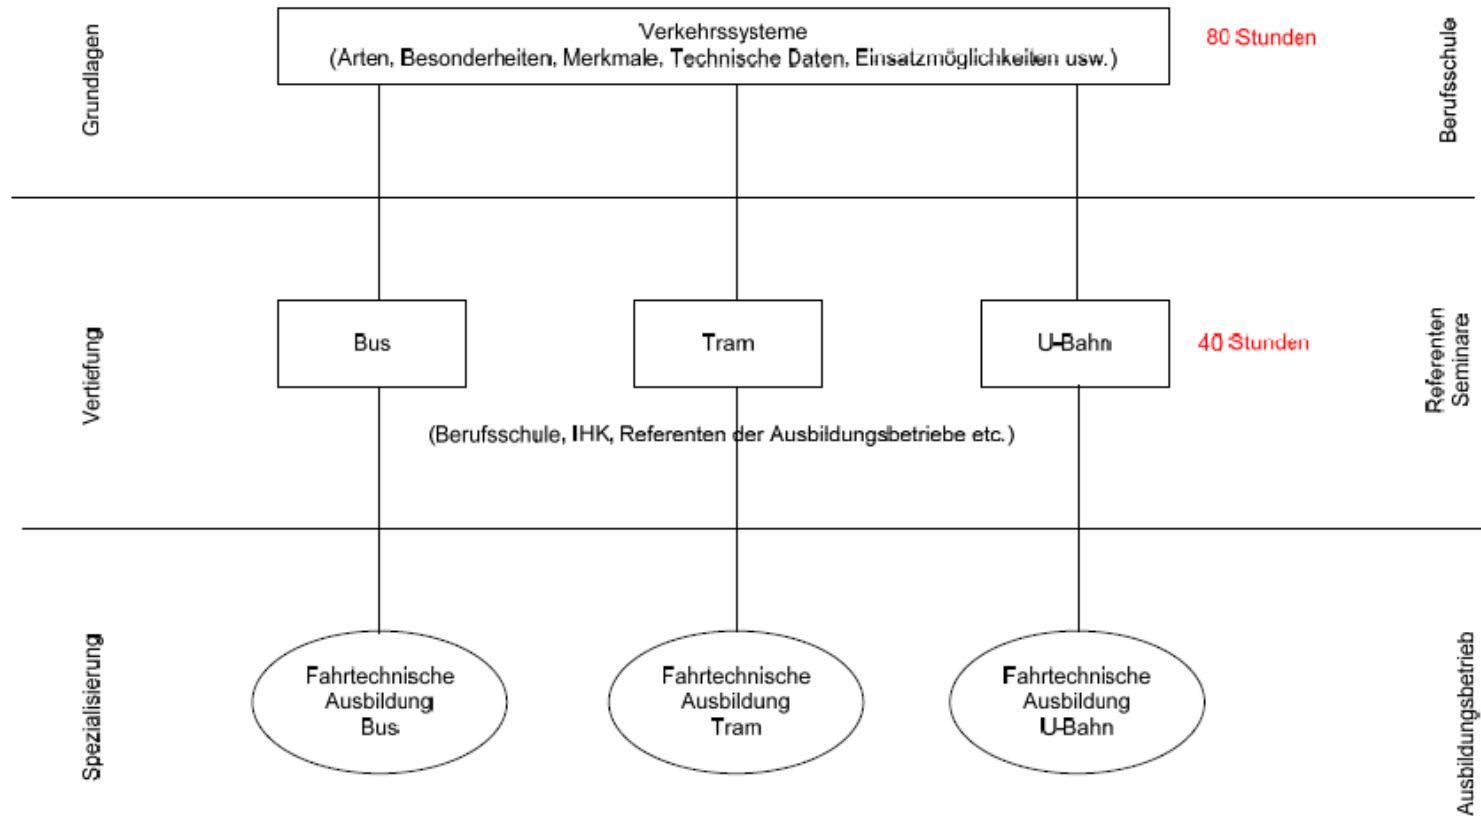 Grundlagen
Verkehrssysteme
(Arten, Besonderheiten, Merkmale, Technische Daten, Einsatzmöglichkeiten usw.)
80 Stunden
Berufsschule
Vertiefung
Bus
Tram
U-Bahn
40 Stunden
Referenten
Seminare
(Berufsschule, IHK, Referenten der Ausbildungsbetriebe etc.)
Spezialisierung
Fahrtechnische
Ausbildung
Bus
Fahrtechnische
Ausbildung
Tram
Fahrtechnische
Ausbildung
U-Bahn
Ausbildungsbetrieb